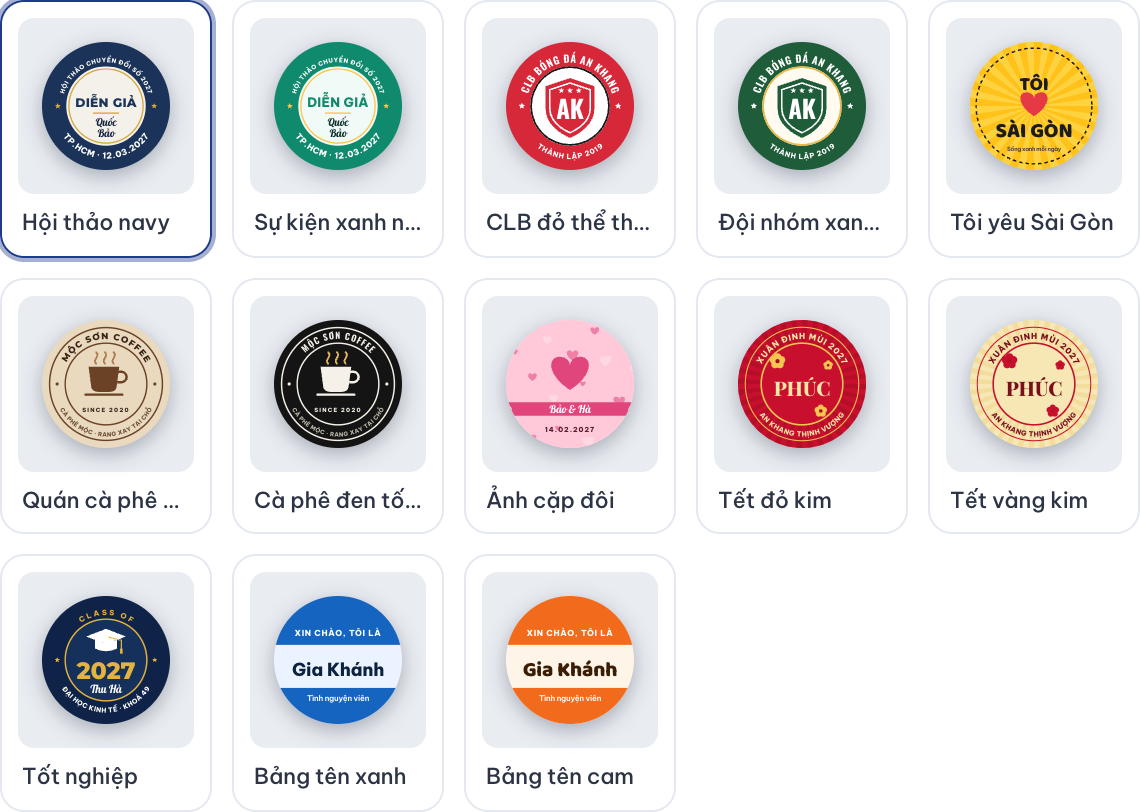 HỘI THẢO CHUYỂN ĐỔI SỐ 2027
DIỄN GIẢ
Quốc
Bảo
TP.HCM · 12.03.2027
Hội thảo navy
HỘI THẢO CHUYỂN ĐỔI SỐ 2027
DIỄN GIẢ
Quốc
Bảo
TP.HCM · 12.03.2027
Sự kiện xanh n...
CLB BÓNG ĐÁ AN KHANG
AK
THÀNH LẬP 2019
CLB đỏ thể th...
CLB BÓNG ĐÁ AN KHANG
AK
THÀNH LẬP 2019
Đội nhóm xan...
TÔI
SÀI GÒN
Sống xanh mỗi ngày
Tôi yêu Sài Gòn
MỘC SƠN COFFEE
SINCE 2020
CÀ PHÊ MỘC · RANG XAY TẠI CHỖ
Quán cà phê ...
MỘC SƠN COFFEE
SINCE 2020
CÀ PHÊ MỘC · RANG XAY TẠI CHỖ
Cà phê đen tố...
Bảo & Hà
14.02.2027
Ảnh cặp đôi
XUÂN ĐINH MÙI 2027
PHÚC
AN KHANG THỊNH VƯỢNG
Tết đỏ kim
XUÂN ĐINH MÙI 2027
PHÚC
AN KHANG THỊNH VƯỢNG
Tết vàng kim
CLASS OF
2027
Thu Hà
ĐẠI HỌC KINH TẾ · KHOÁ 49
Tốt nghiệp
XIN CHÀO, TÔI LÀ
Gia Khánh
Tình nguyện viên
Bảng tên xanh
XIN CHÀO, TÔI LÀ
Gia Khánh
Tình nguyện viên
Bảng tên cam